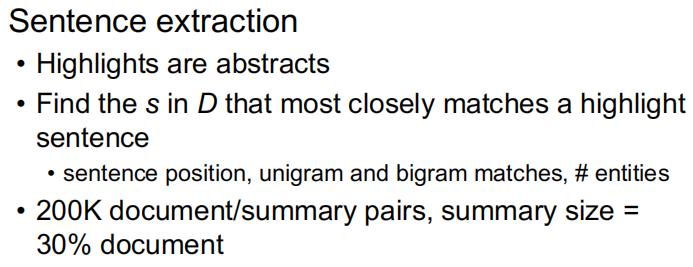 Sentence extraction
• Highlights are abstracts
• Find the s in D that most closely matches a highlight
sentence
• sentence position, unigram and bigram matches, # entities
• 200K document/summary pairs, summary size =
30% document